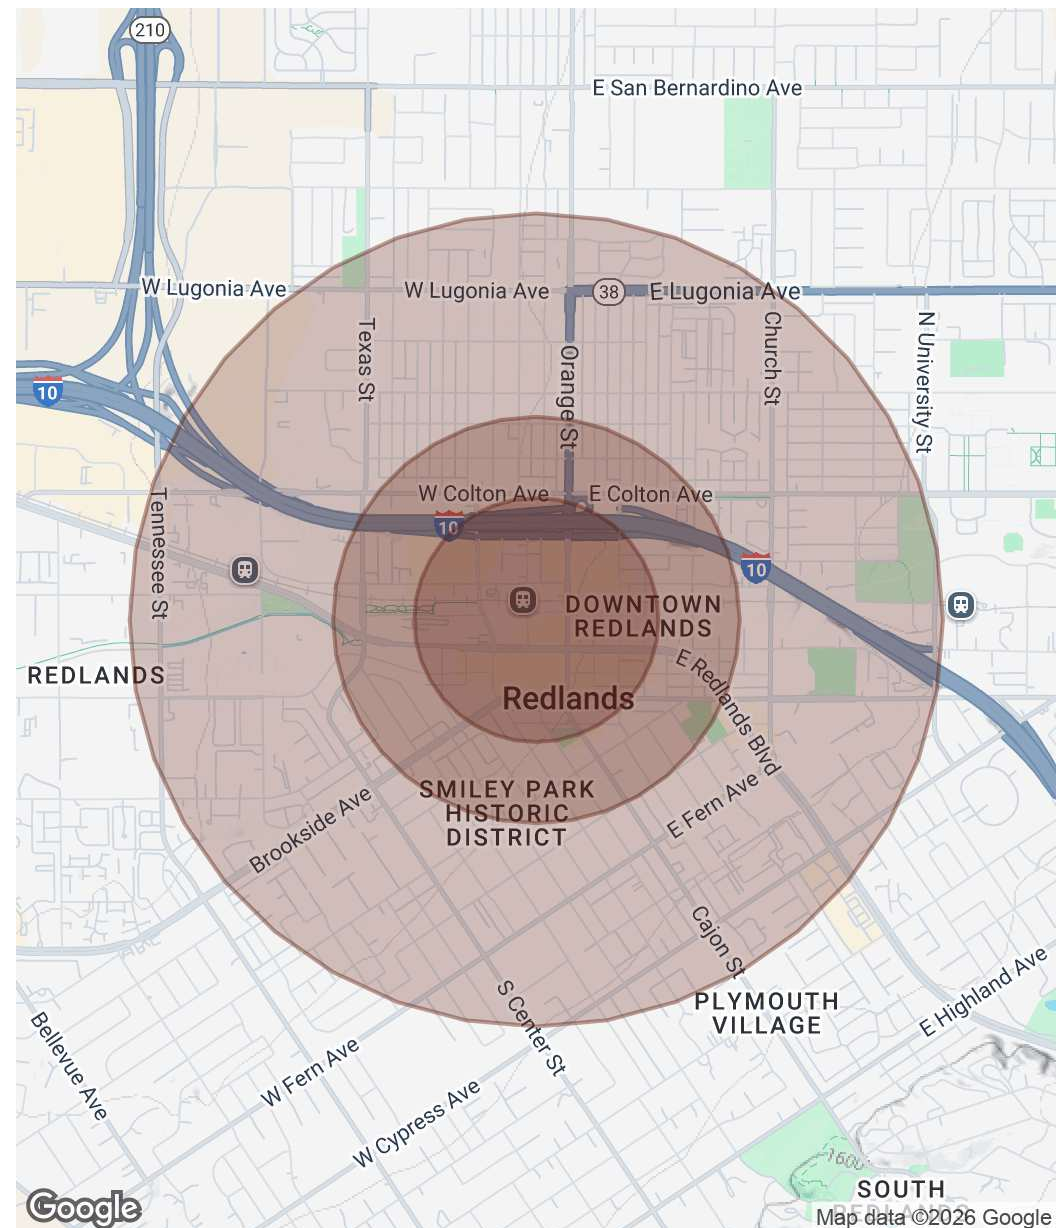 210
E San Bernardino Ave
W Lugonia Ave
W Lugonia Ave
38
E Lugonia Ave
Texas St
Orange St
Church St
N University St
10
W Colton Ave
E Colton Ave
10
10
Tennessee St
DOWNTOWN
REDLANDS
REDLANDS
E Redlands Blvd
Redlands
SMILEY PARK
HISTORIC
DISTRICT
Brookside Ave
E Fern Ave
Cajon St
S Center St
PLYMOUTH
VILLAGE
E Highland Ave
Bellevue Ave
W Fern Ave
W Cypress Ave
1600
SOUTH
REDLANDS
Google
Map data ©2026 Google